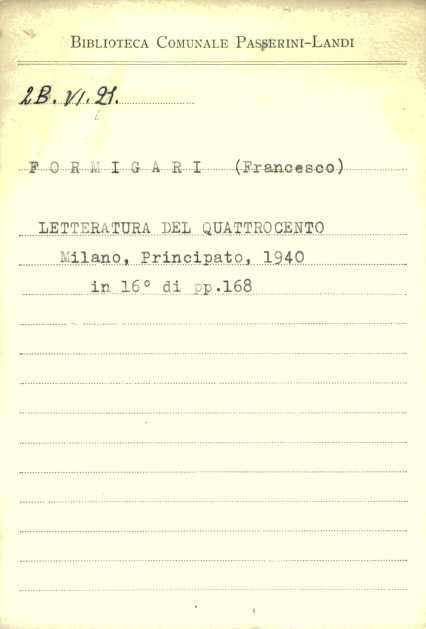 BIBLIOTECA COMUNALE PASSERINI-LANDI
2B. VI. 21.
FORMIGARI (Francesco)
LETTERATURA DEL QUATTROCENTO
Milano, Principato, 1940
in 16° di pp.168